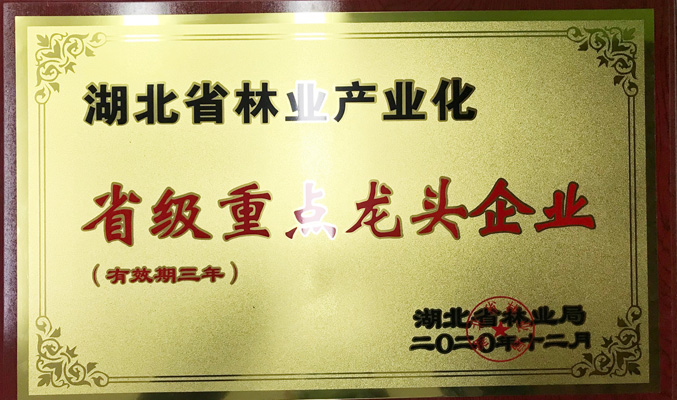 湖北省林业产业化
省级重点龙头企业
（有效期三年）
湖北省林业局
二〇二〇年十二月